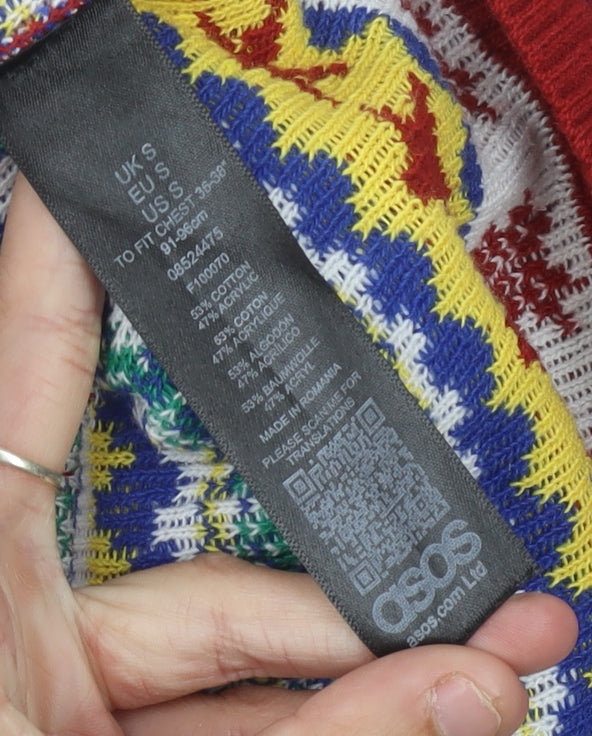 UK S
EU S
US S
TO FIT CHEST 36-38"
91-96cm
08524475
F100070
53% COTTON
47% ACRYLIC
53% COTON
47% ACRYLIQUE
53% ALGODÓN
47% ACRÍLICO
53% BAUMWOLLE
47% ACRYL
MADE IN ROMANIA
PLEASE SCAN ME FOR
TRANSLATIONS
asos
asos.com Ltd